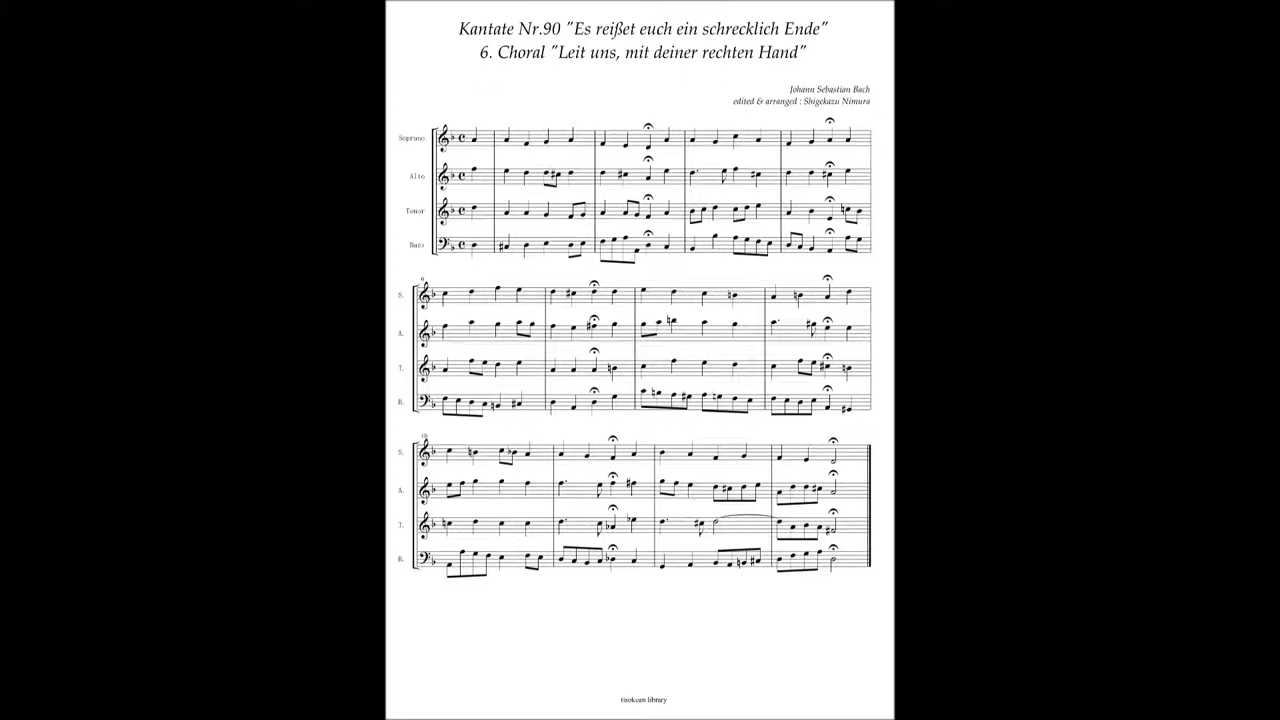 Kantate Nr.90 "Es reißet euch ein schrecklich Ende"
6. Choral "Leit uns, mit deiner rechten Hand"
Johann Sebastian Bach
edited & arranged : Shigekazu Nimura
Soprano
Alto
Tenor
Bass
6
S.
A.
T.
B.
10
S.
A.
T.
B.
tasokuan library